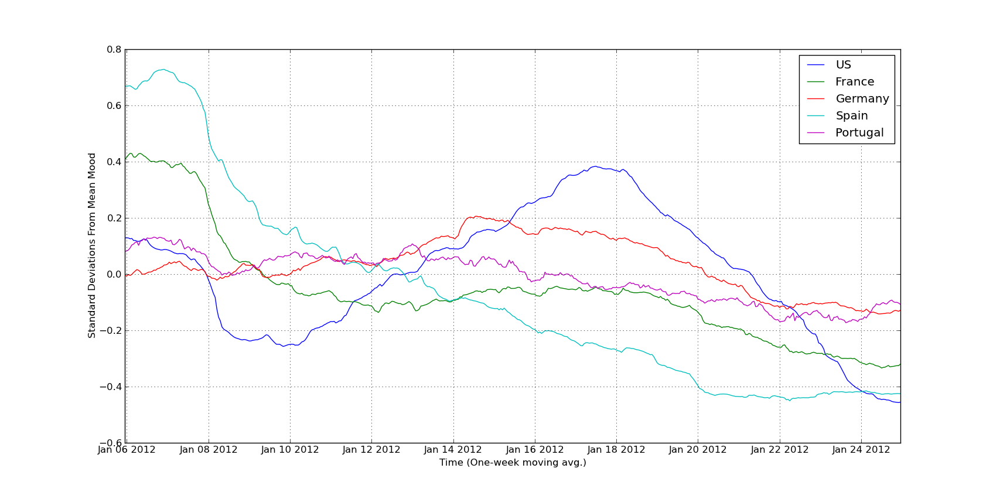 0.8
0.6
0.4
0.2
0.0
−0.2
−0.4
−0.6
Standard Deviations From Mean Mood
US
France
Germany
Spain
Portugal
Jan 06 2012 Jan 08 2012 Jan 10 2012 Jan 12 2012 Jan 14 2012 Jan 16 2012 Jan 18 2012 Jan 20 2012 Jan 22 2012 Jan 24 2012
Time (One-week moving avg.)